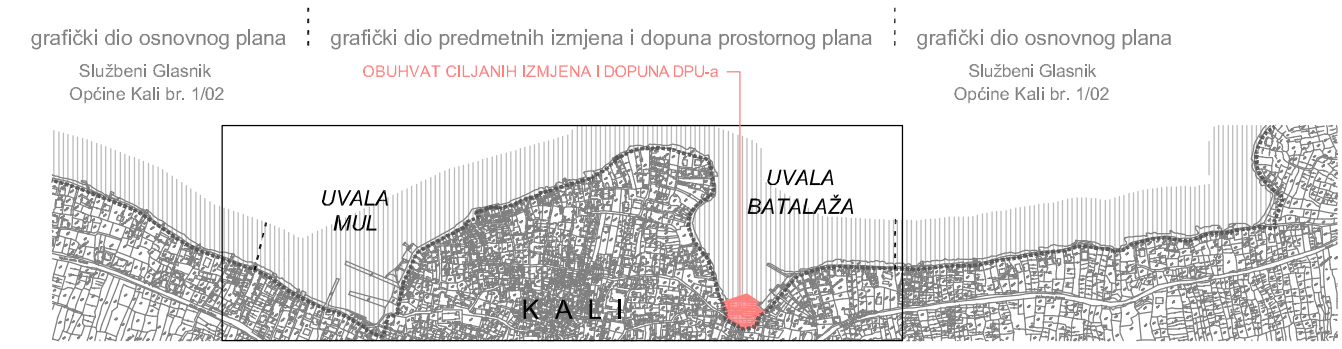 grafički dio osnovnog plana
Službeni Glasnik
Općine Kali br. 1/02
grafički dio predmetnih izmjena i dopuna prostornog plana
OBUHVAT CILJANIH IZMJENA I DOPUNA DPU-a
grafički dio osnovnog plana
Službeni Glasnik
Općine Kali br. 1/02
UVALA
MUL
UVALA
BATALAŽA
KALI